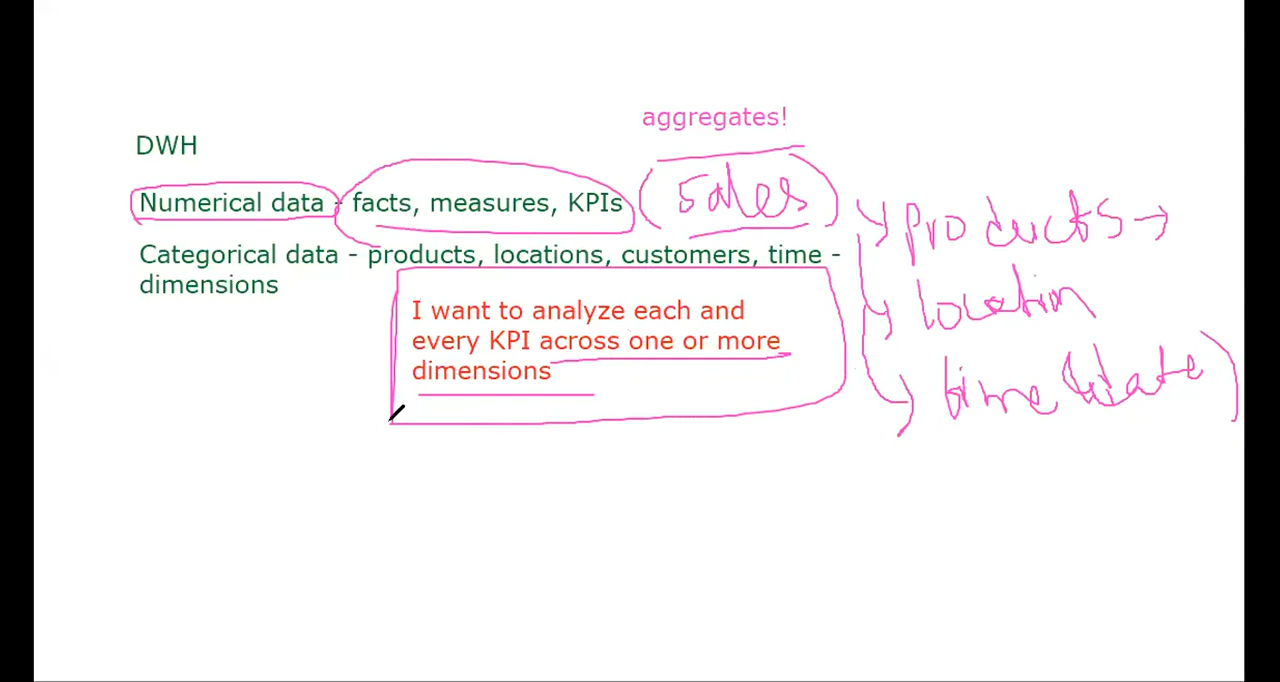 aggregates!
DWH
Numerical data - facts, measures, KPIs (sales)
Categorical data - products, locations, customers, time -
dimensions
I want to analyze each and
every KPI across one or more
dimensions
products →
location
time (date)